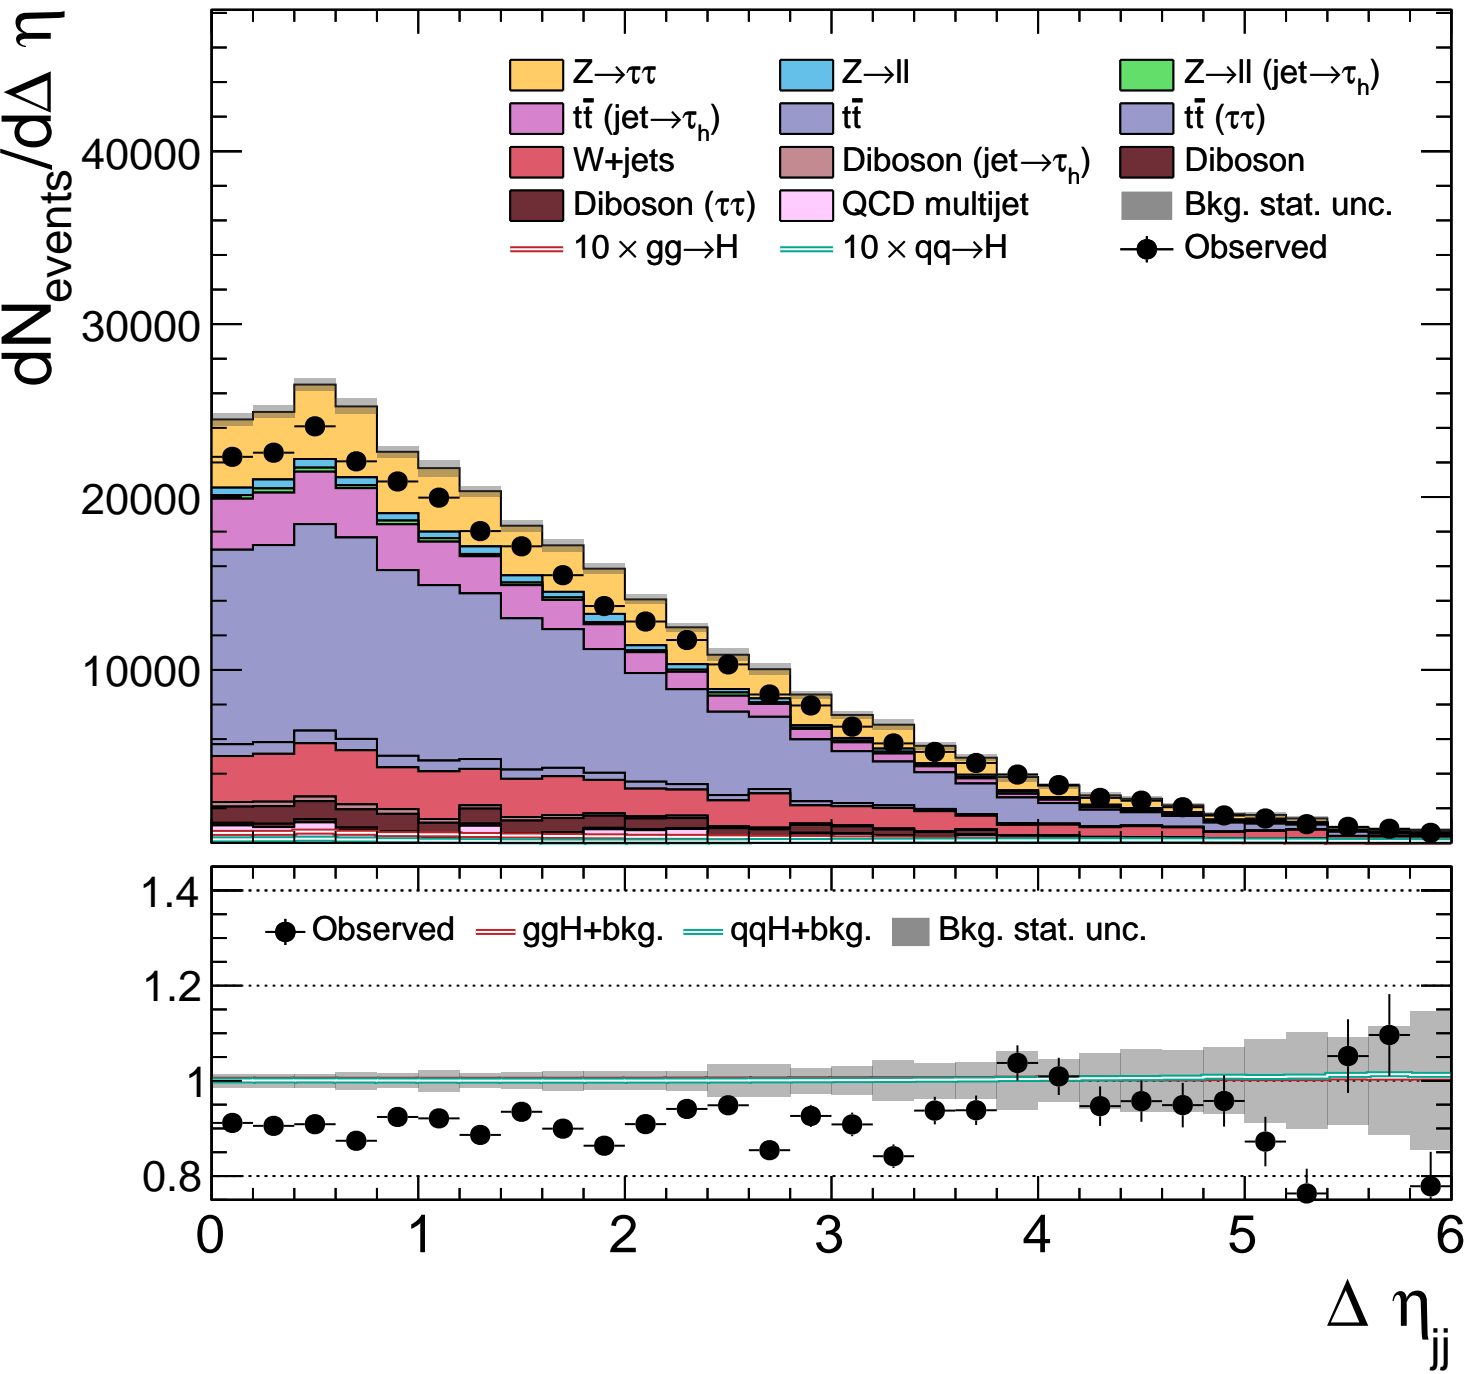 dN_events/dΔ η
Z→ττ Z→ll Z→ll (jet→τ_h)
tt̄ (jet→τ_h) tt̄ tt̄ (ττ)
W+jets Diboson (jet→τ_h) Diboson
Diboson (ττ) QCD multijet Bkg. stat. unc.
10 × gg→H 10 × qq→H Observed
40000
30000
20000
10000
1.4
Observed ggH+bkg. qqH+bkg. Bkg. stat. unc.
1.2
1
0.8
0 1 2 3 4 5 6
Δ η_jj